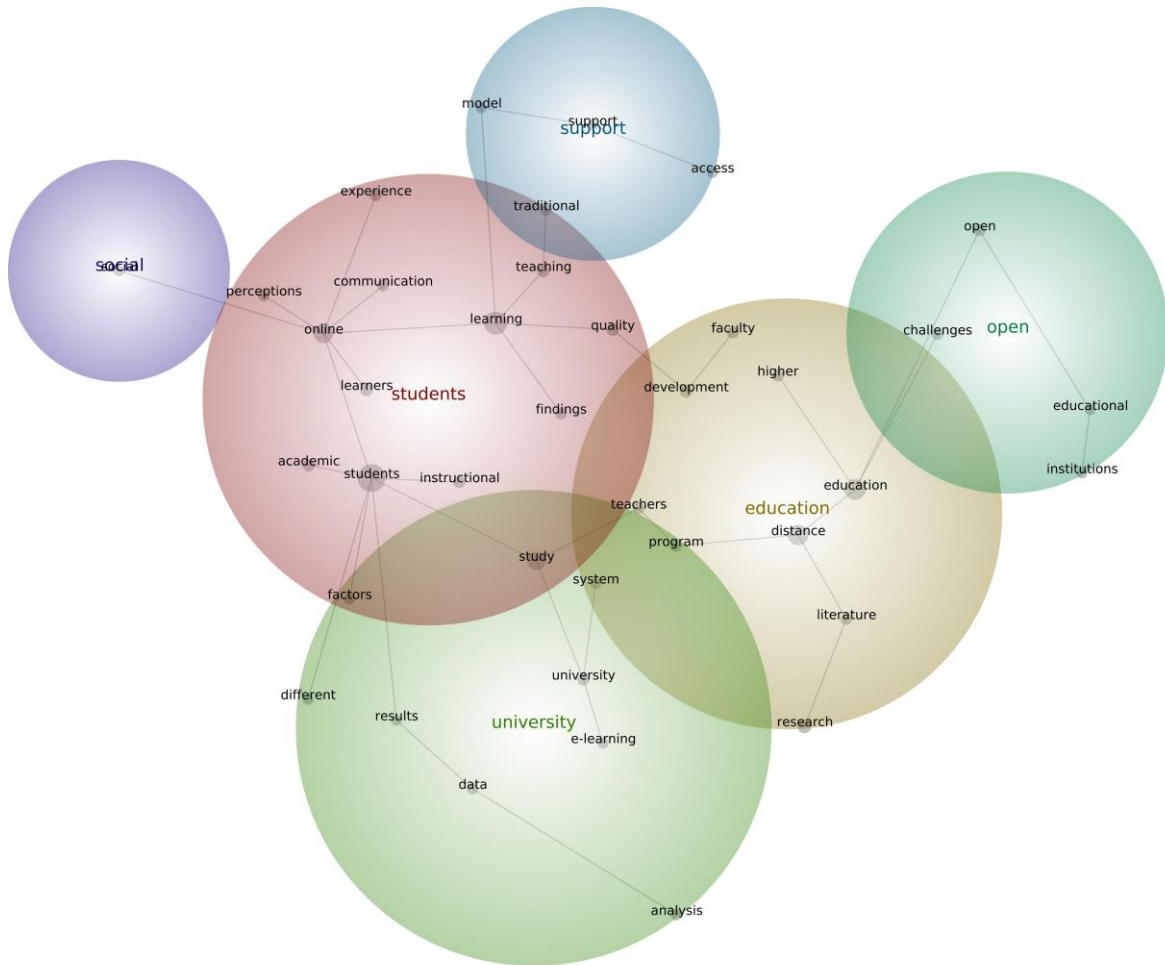 model
support
support
access
experience
traditional
open
social
social
perceptions
communication
teaching
online
learning
quality
faculty
challenges
open
learners
students
findings
development
higher
educational
academic
students
instructional
institutions
teachers
education
education
study
program
distance
factors
system
literature
different
results
university
university
e-learning
research
data
analysis